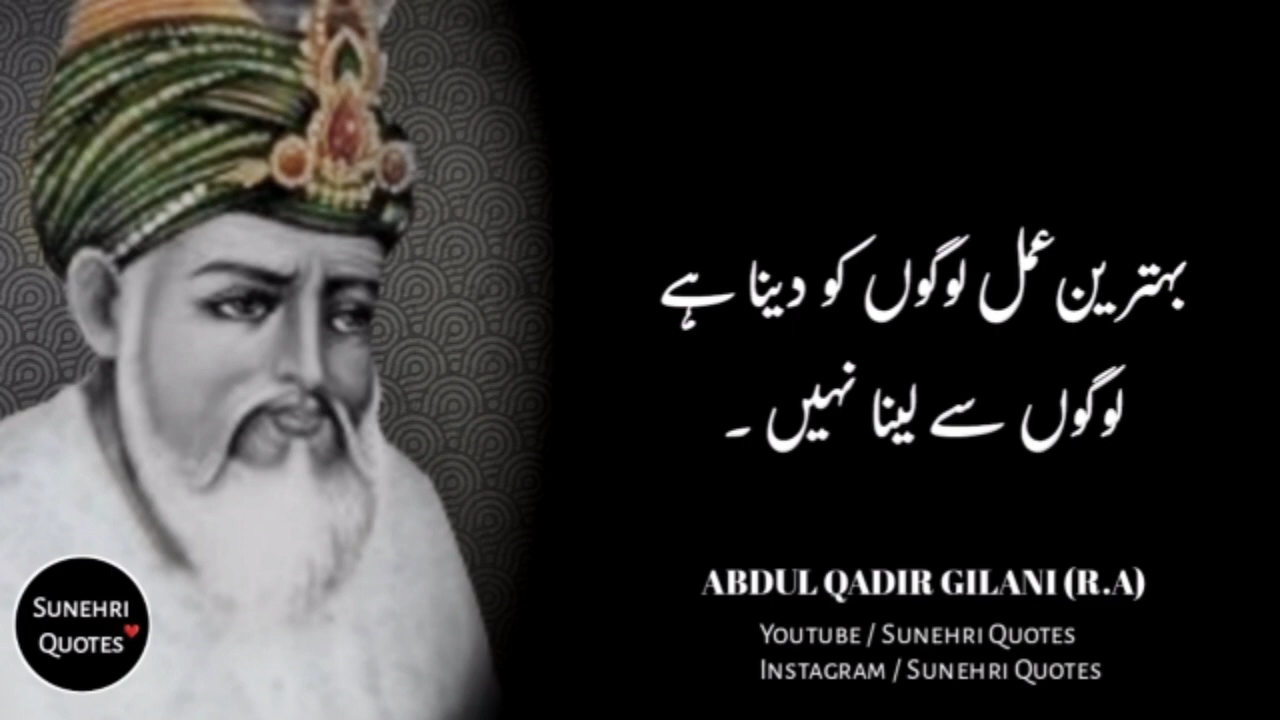 بہترین عمل لوگوں کو دینا ہے
لوگوں سے لینا نہیں ۔
ABDUL QADIR GILANI (R.A)
YOUTUBE / SUNEHRI QUOTES
INSTAGRAM / SUNEHRI QUOTES
SUNEHRI
QUOTES